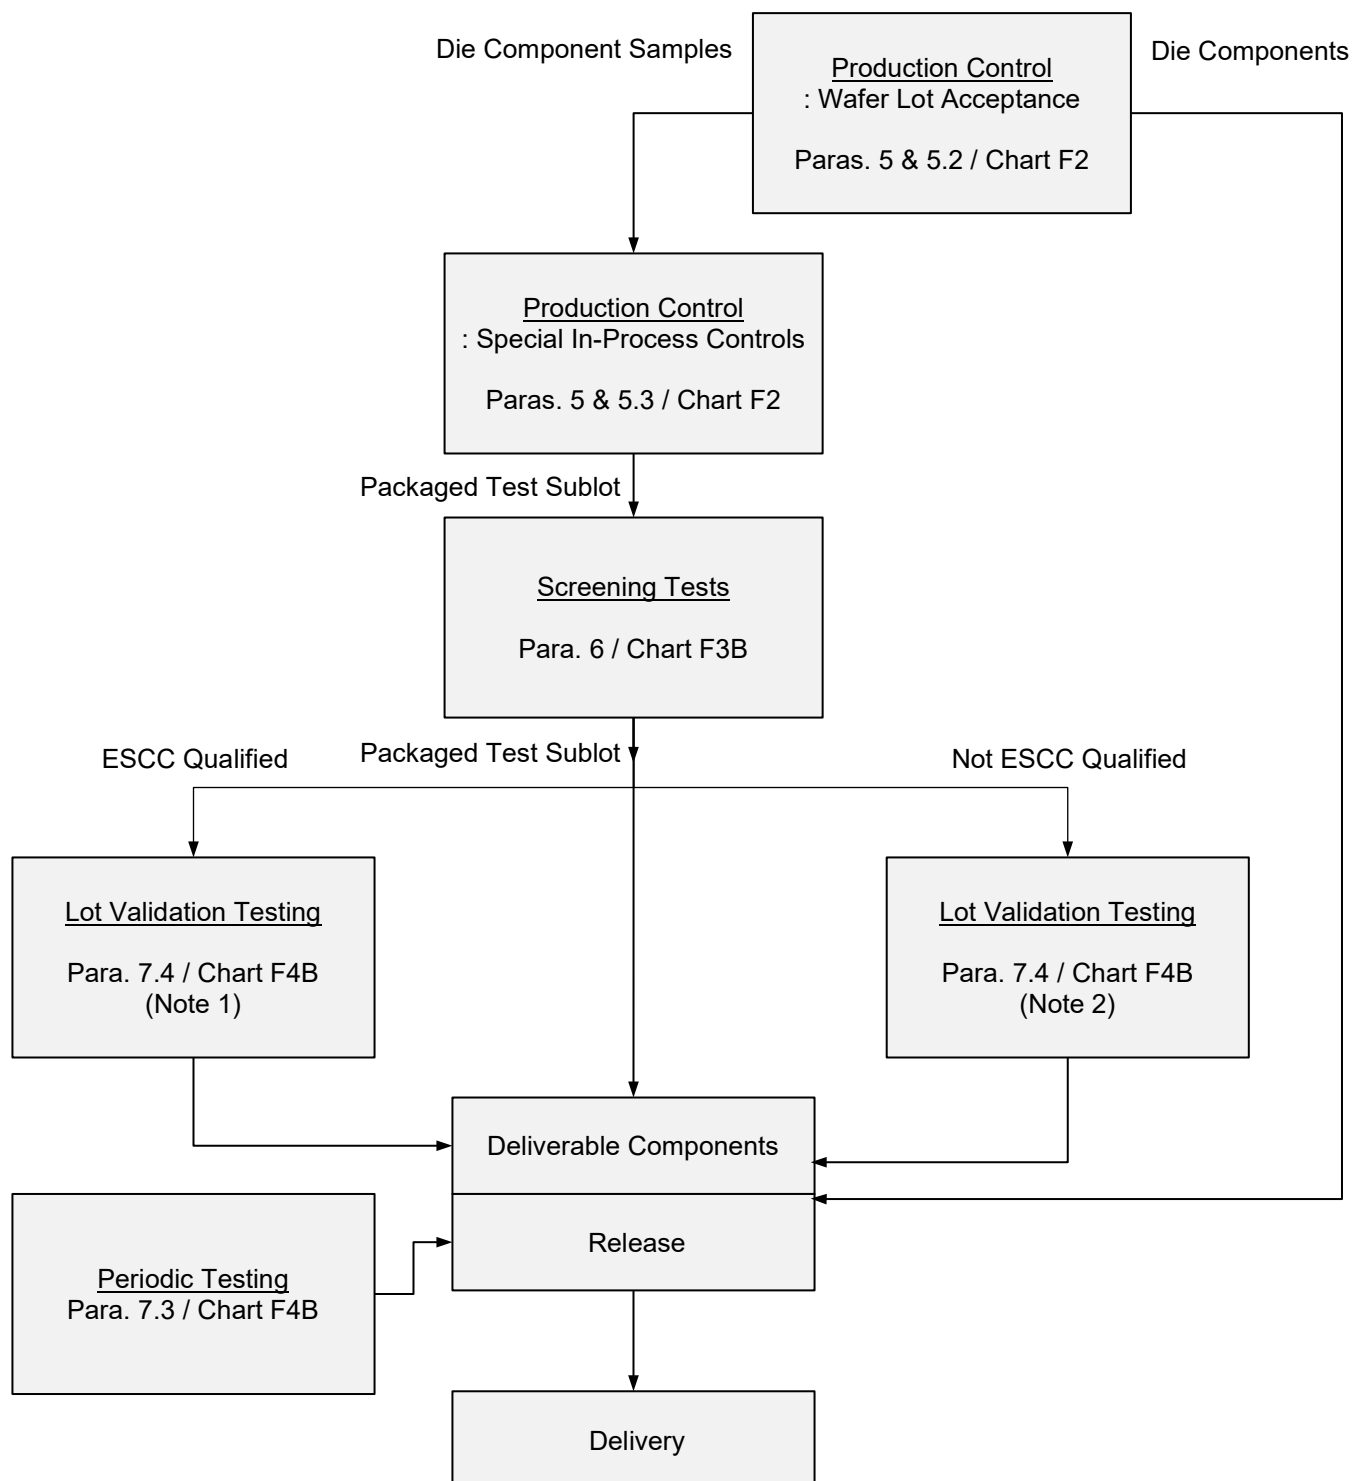 Die Component Samples
Die Components
Production Control
: Wafer Lot Acceptance
Paras. 5 & 5.2 / Chart F2
Production Control
: Special In-Process Controls
Paras. 5 & 5.3 / Chart F2
Packaged Test Sublot
Screening Tests
Para. 6 / Chart F3B
ESCC Qualified
Packaged Test Sublot
Not ESCC Qualified
Lot Validation Testing
Para. 7.4 / Chart F4B
(Note 1)
Lot Validation Testing
Para. 7.4 / Chart F4B
(Note 2)
Deliverable Components
Release
Periodic Testing
Para. 7.3 / Chart F4B
Delivery